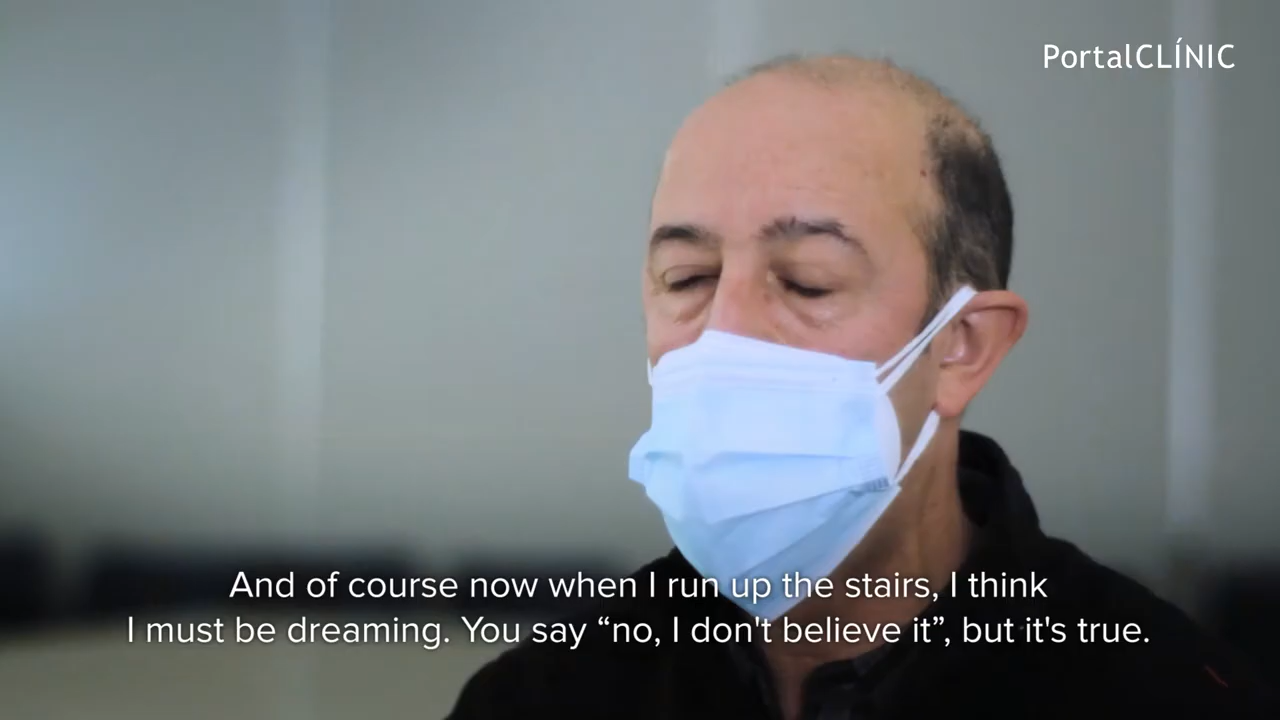 PortalCLÍNIC
And of course now when I run up the stairs, I think
I must be dreaming. You say “no, I don't believe it”, but it's true.